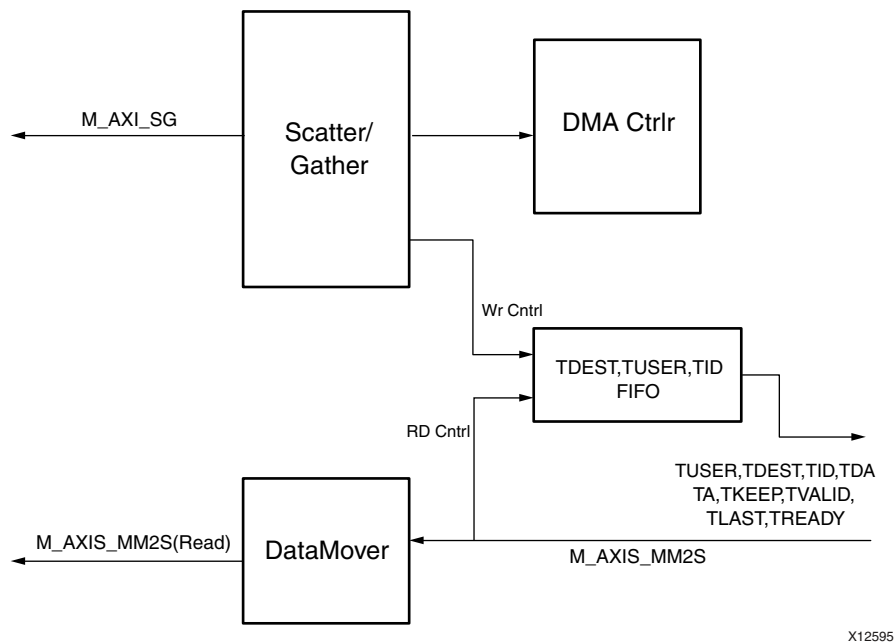 M_AXI_SG
Scatter/
Gather
DMA Ctrlr
Wr Cntrl
TDEST,TUSER,TID
FIFO
RD Cntrl
TUSER,TDEST,TID,TDA
TA,TKEEP,TVALID,
TLAST,TREADY
M_AXIS_MM2S(Read)
DataMover
M_AXIS_MM2S
X12595